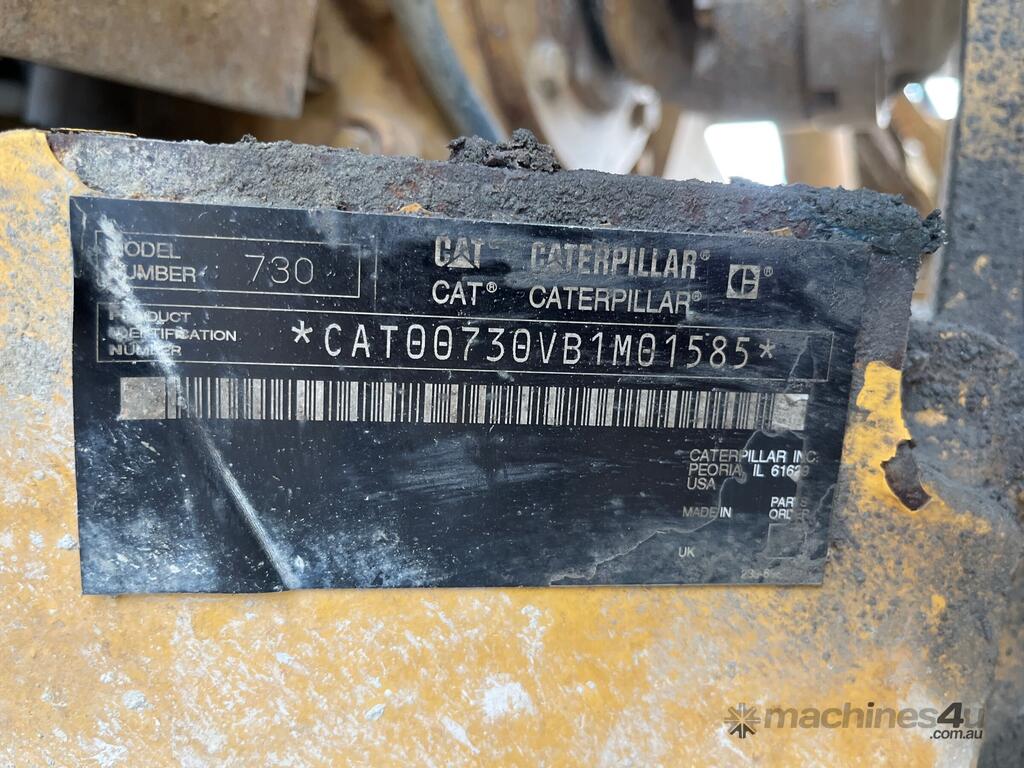 MODEL
NUMBER 730
CAT CATERPILLAR®
CAT® CATERPILLAR®
PRODUCT
IDENTIFICATION
NUMBER
*CAT00730VB1M01585*
CATERPILLAR INC.
PEORIA, IL 61629
USA
MADE IN
PARTS
ORDER
UK
machines4u
.com.au